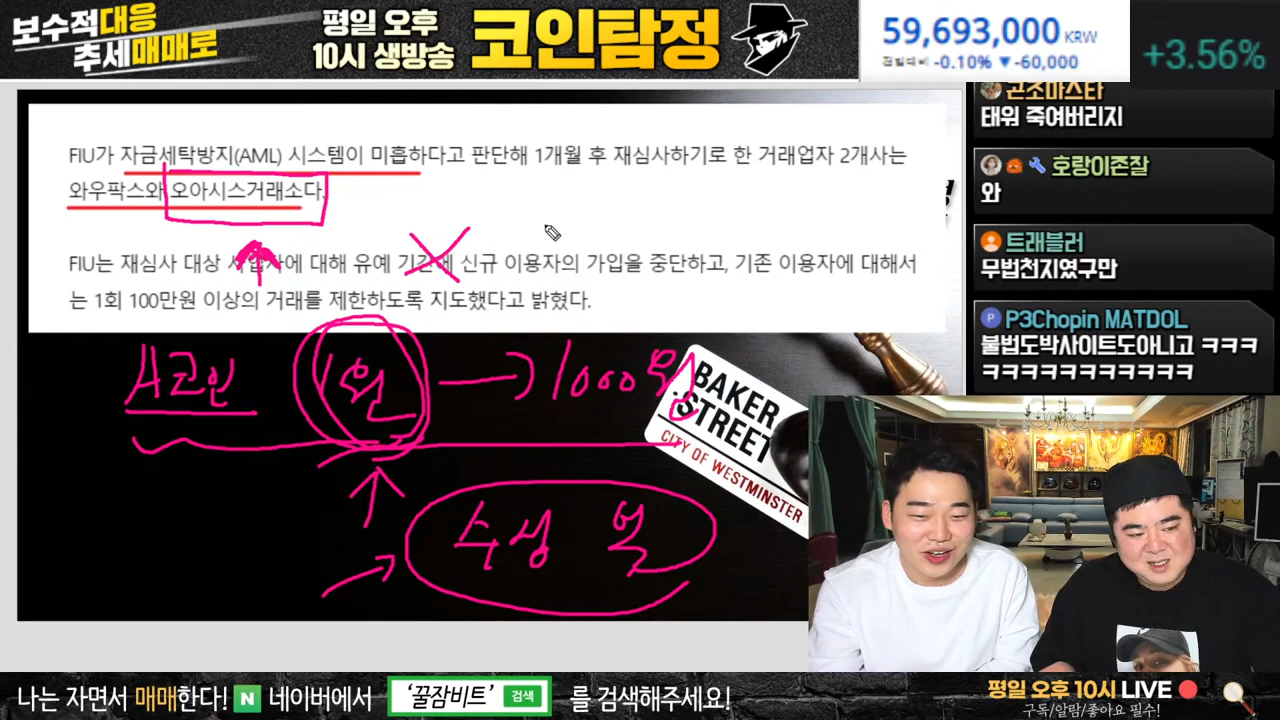 보수적대응
추세매매로
평일 오후
10시 생방송
코인탐정
59,693,000 KRW
전일대비 -0.10% ▼-60,000
+3.56%
FIU가 자금세탁방지(AML) 시스템이 미흡하다고 판단해 1개월 후 재심사하기로 한 거래업자 2개사는
와우팍스와 오아시스거래소다.
FIU는 재심사 대상 사업자에 대해 유예 기간에 신규 이용자의 가입을 중단하고, 기존 이용자에 대해서
는 1회 100만원 이상의 거래를 제한하도록 지도했다고 밝혔다.
A코인 1원 → 1000원
수성
BAKER
STREET
CITY OF WESTMINSTER
곤조마스타
태워 죽여버리지
호랑이존잘
와
트래블러
무법천지였구만
P P3Chopin MATDOL
불법도박사이트도아니고 ㅋㅋㅋ
ㅋㅋㅋㅋㅋㅋㅋㅋㅋㅋㅋ
나는 자면서 매매한다! N 네이버에서 '꿀잠비트' 검색 를 검색해주세요!
평일 오후 10시 LIVE
구독/알람/좋아요 필수!